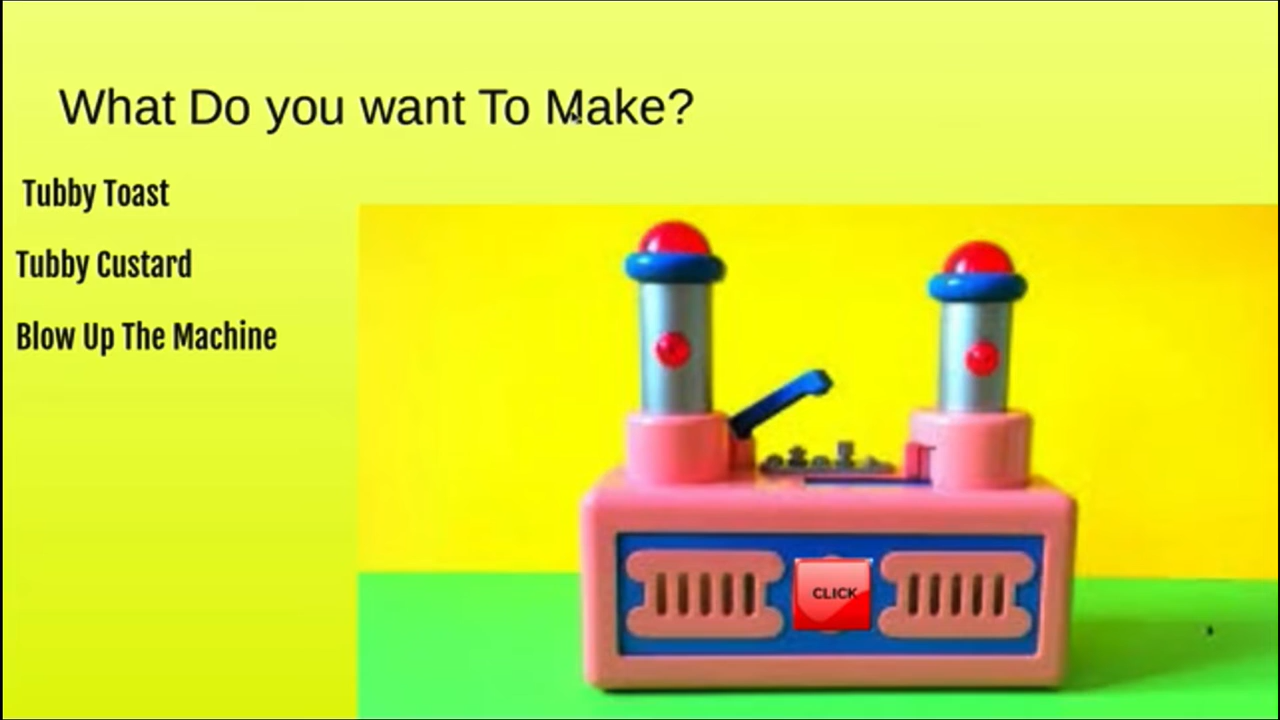 What Do you want To Make?
Tubby Toast
Tubby Custard
Blow Up The Machine
CLICK